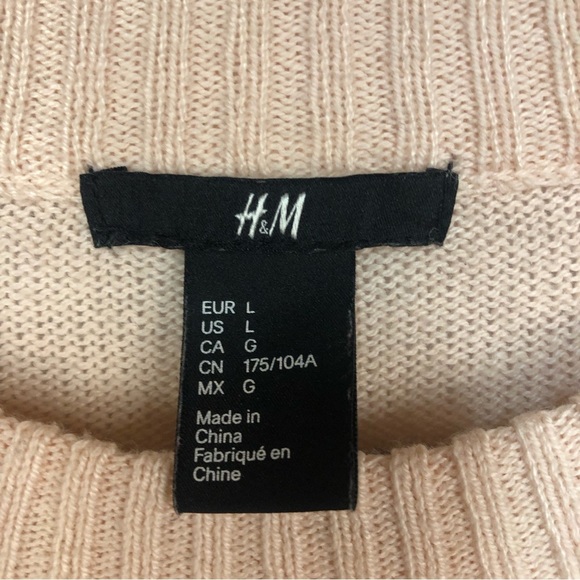 H&M
EUR L
US L
CA G
CN 175/104A
MX G
Made in
China
Fabriqué en
Chine